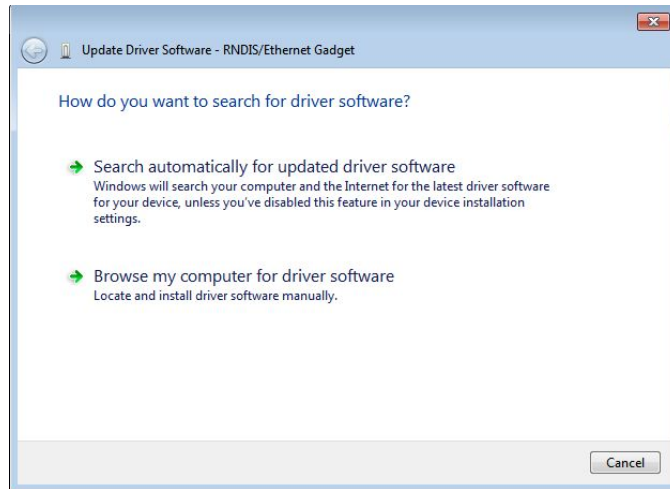 Update Driver Software - RNDIS/Ethernet Gadget
How do you want to search for driver software?
Search automatically for updated driver software
Windows will search your computer and the Internet for the latest driver software
for your device, unless you've disabled this feature in your device installation
settings.
Browse my computer for driver software
Locate and install driver software manually.
Cancel